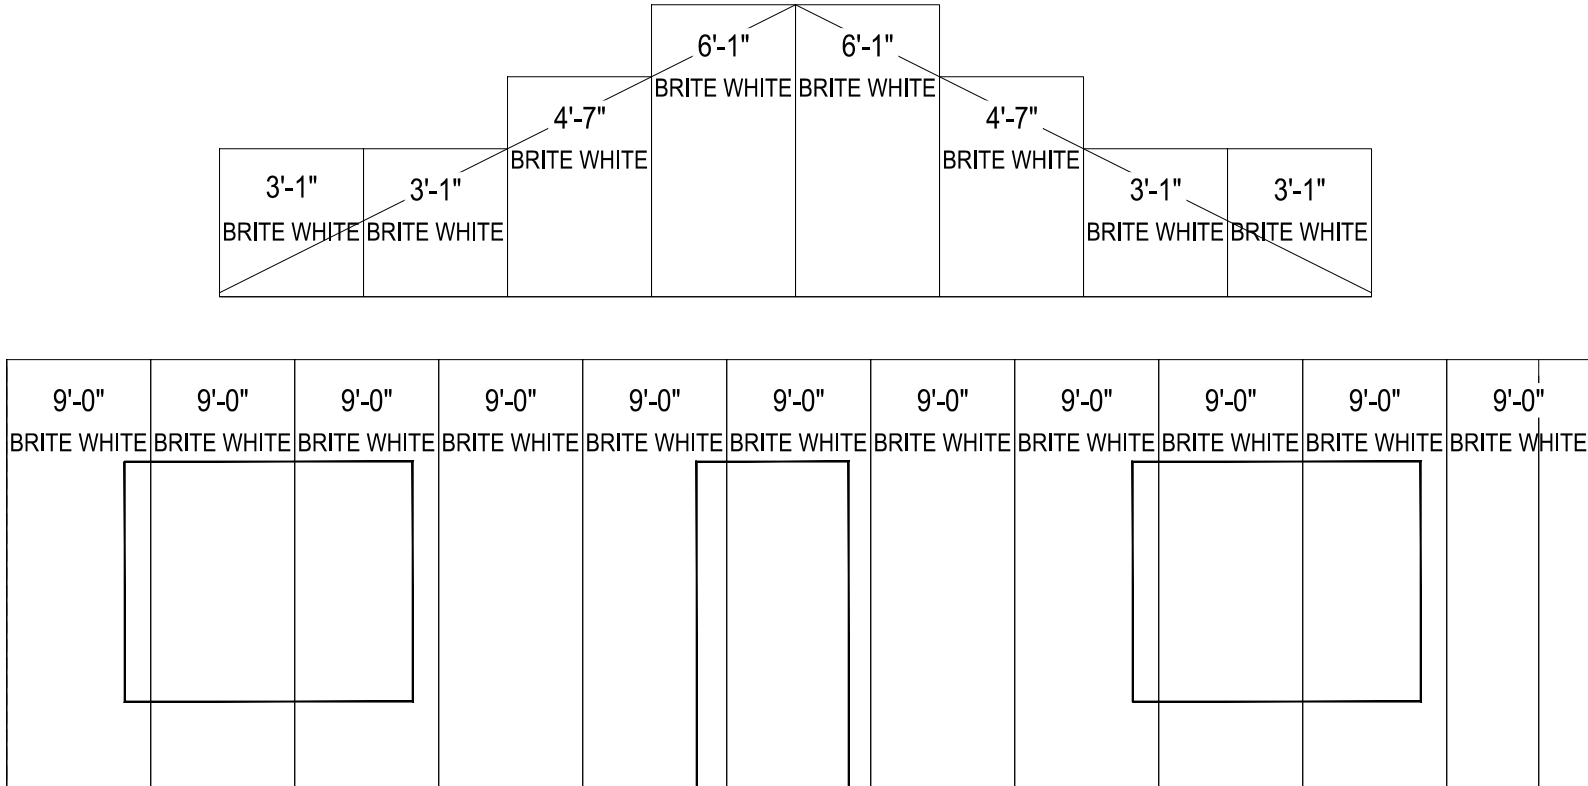 6'-1" 6'-1"
BRITE WHITE BRITE WHITE
4'-7" 4'-7"
BRITE WHITE BRITE WHITE
3'-1" 3'-1" 3'-1" 3'-1"
BRITE WHITE BRITE WHITE BRITE WHITE BRITE WHITE
9'-0" 9'-0" 9'-0" 9'-0" 9'-0" 9'-0" 9'-0" 9'-0" 9'-0" 9'-0" 9'-0"
BRITE WHITE BRITE WHITE BRITE WHITE BRITE WHITE BRITE WHITE BRITE WHITE BRITE WHITE BRITE WHITE BRITE WHITE BRITE WHITE BRITE WHITE